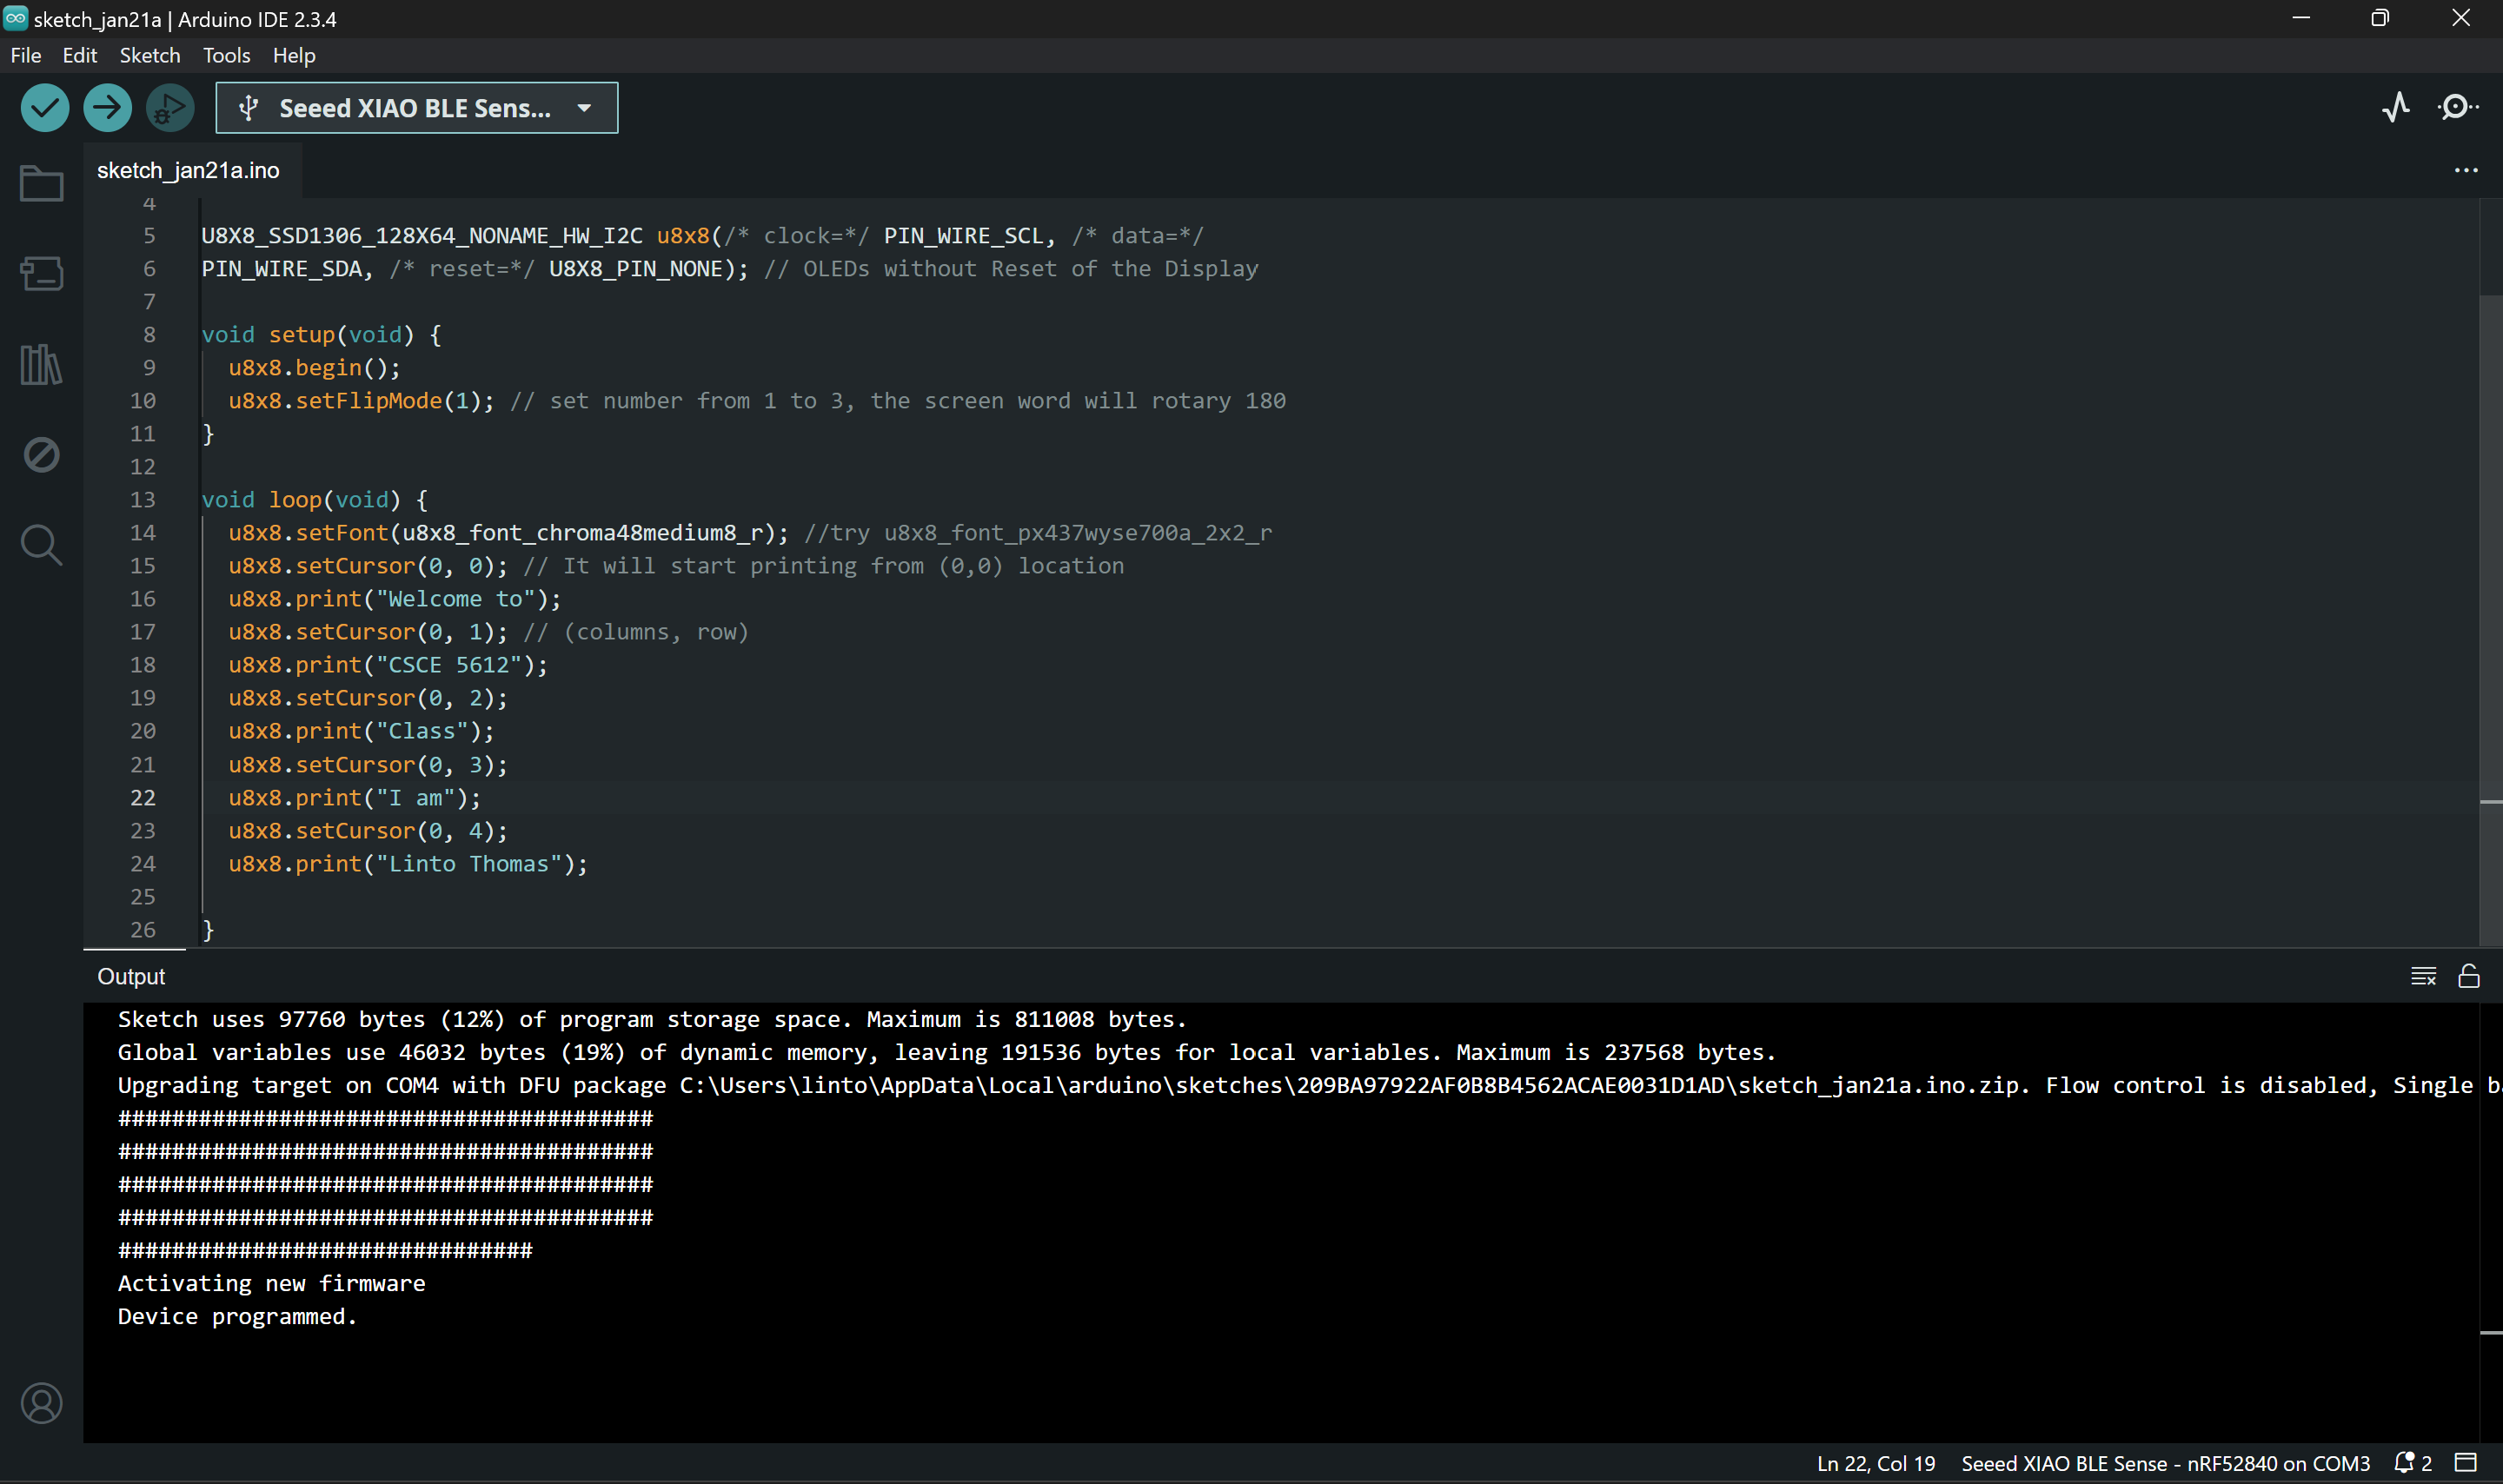 sketch_jan21a | Arduino IDE 2.3.4
File Edit Sketch Tools Help
Seeed XIAO BLE Sens...
sketch_jan21a.ino
4
5 U8X8_SSD1306_128X64_NONAME_HW_I2C u8x8(/* clock=*/ PIN_WIRE_SCL, /* data=*/
6 PIN_WIRE_SDA, /* reset=*/ U8X8_PIN_NONE); // OLEDs without Reset of the Display
7
8 void setup(void) {
9 u8x8.begin();
10 u8x8.setFlipMode(1); // set number from 1 to 3, the screen word will rotary 180
11 }
12
13 void loop(void) {
14 u8x8.setFont(u8x8_font_chroma48medium8_r); //try u8x8_font_px437wyse700a_2x2_r
15 u8x8.setCursor(0, 0); // It will start printing from (0,0) location
16 u8x8.print("Welcome to");
17 u8x8.setCursor(0, 1); // (columns, row)
18 u8x8.print("CSCE 5612");
19 u8x8.setCursor(0, 2);
20 u8x8.print("Class");
21 u8x8.setCursor(0, 3);
22 u8x8.print("I am");
23 u8x8.setCursor(0, 4);
24 u8x8.print("Linto Thomas");
25
26 }
Output
Sketch uses 97760 bytes (12%) of program storage space. Maximum is 811008 bytes.
Global variables use 46032 bytes (19%) of dynamic memory, leaving 191536 bytes for local variables. Maximum is 237568 bytes.
Upgrading target on COM4 with DFU package C:\Users\linto\AppData\Local\arduino\sketches\209BA97922AF0B8B4562ACAE0031D1AD\sketch_jan21a.ino.zip. Flow control is disabled, Single b
########################################
########################################
########################################
########################################
###############################
Activating new firmware
Device programmed.
Ln 22, Col 19 Seeed XIAO BLE Sense - nRF52840 on COM3 2